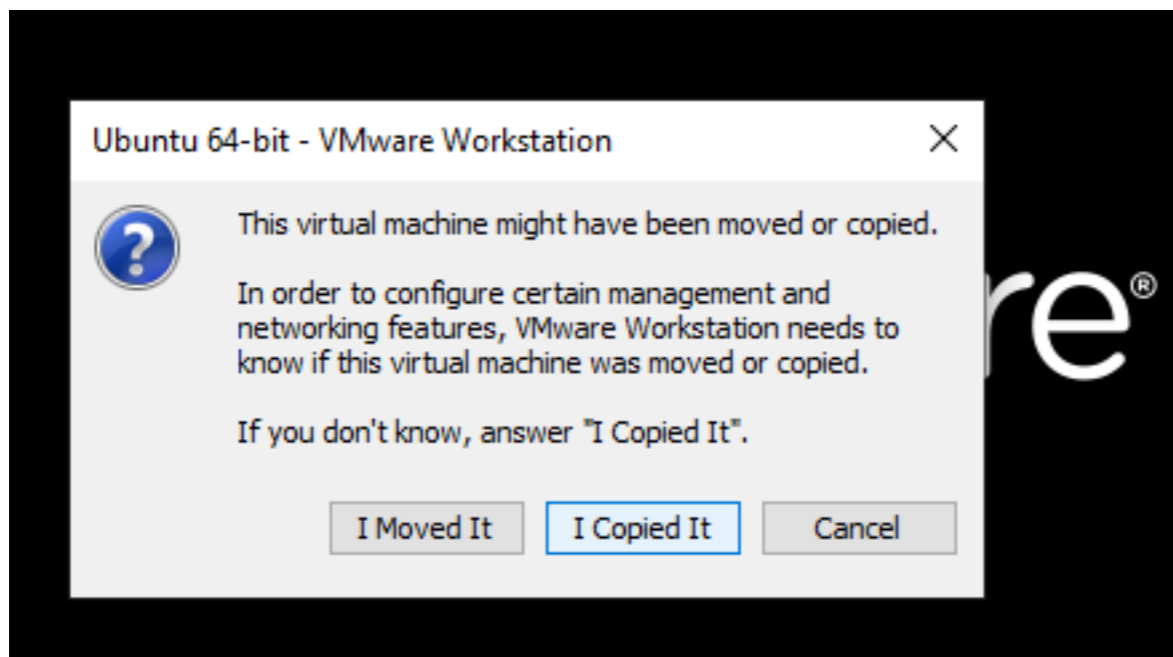 Ubuntu 64-bit - VMware Workstation
This virtual machine might have been moved or copied.
In order to configure certain management and
networking features, VMware Workstation needs to
know if this virtual machine was moved or copied.
If you don't know, answer "I Copied It".
I Moved It
I Copied It
Cancel
re®